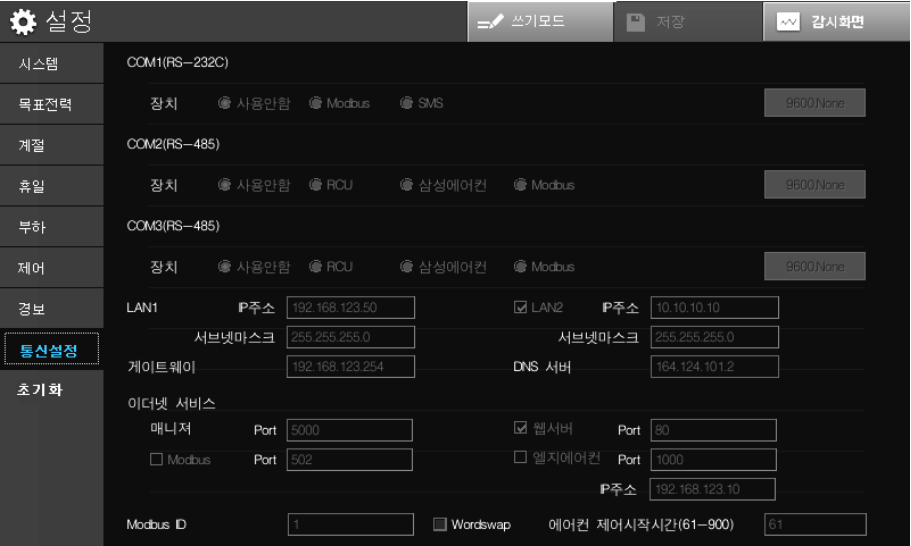 설정 쓰기모드 저장 감시화면
시스템
목표전력
계절
휴일
부하
제어
경보
통신설정
초기화
COM1(RS-232C)
장치 사용안함 Modbus SMS 9600,None
COM2(RS-485)
장치 사용안함 RCU 삼성에어컨 Modbus 9600,None
COM3(RS-485)
장치 사용안함 RCU 삼성에어컨 Modbus 9600,None
LAN1 IP주소 192.168.123.50 LAN2 IP주소 10.10.10.10
서브넷마스크 255.255.255.0 서브넷마스크 255.255.255.0
게이트웨이 192.168.123.254 DNS 서버 164.124.101.2
이더넷 서비스
매니져 Port 5000 웹서버 Port 80
Modbus Port 502 엘지에어컨 Port 1000
IP주소 192.168.123.10
Modbus ID 1 Wordswap 에어컨 제어시작시간(61-900) 61